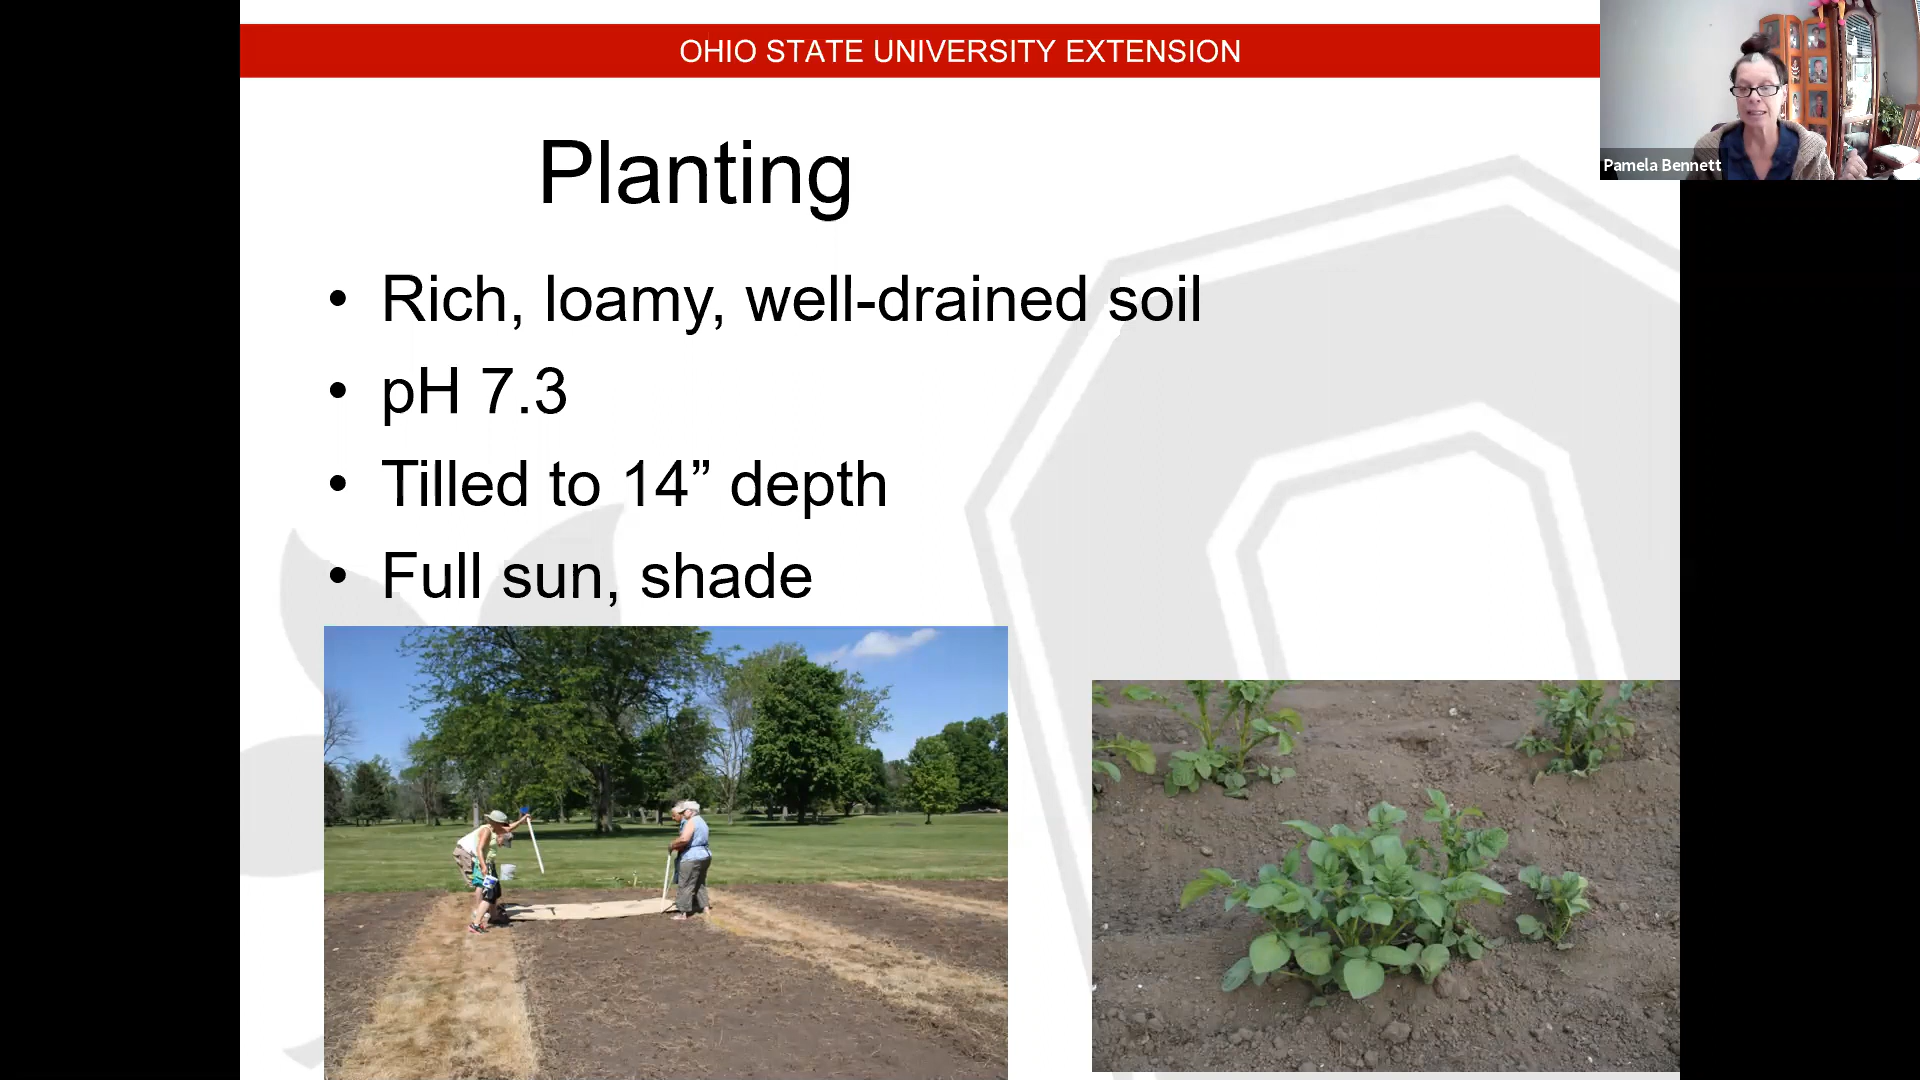 OHIO STATE UNIVERSITY EXTENSION
Pamela Bennett
Planting
• Rich, loamy, well-drained soil
• pH 7.3
• Tilled to 14” depth
• Full sun, shade